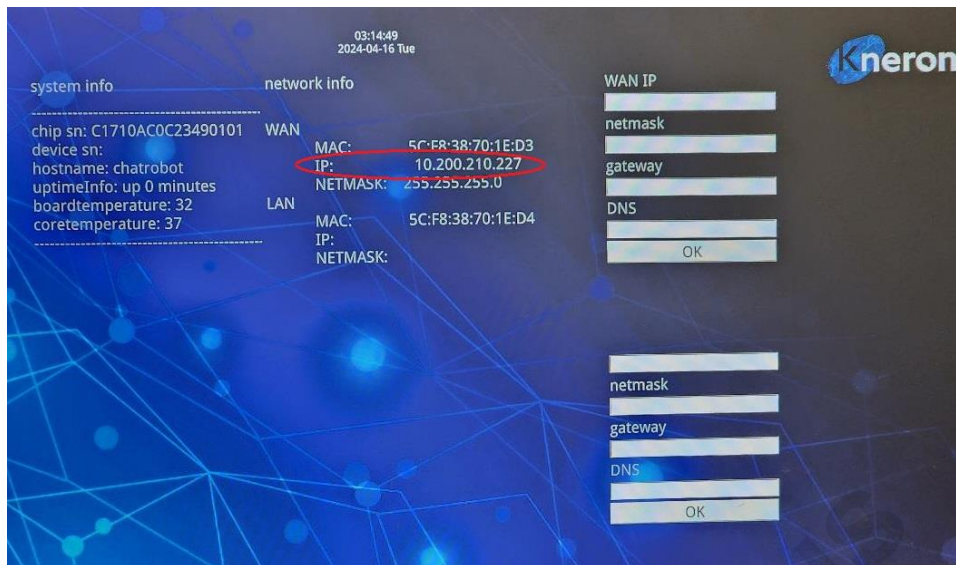 03:14:49
2024-04-16 Tue
Kneron
system info
--------------------------------------------
chip sn: C1710AC0C23490101
device sn:
hostname: chatrobot
uptimeInfo: up 0 minutes
boardtemperature: 32
coretemperature: 37
--------------------------------------------
network info
WAN
MAC: 5C:F8:38:70:1E:D3
IP: 10.200.210.227
NETMASK: 255.255.255.0
LAN
MAC: 5C:F8:38:70:1E:D4
IP:
NETMASK:
WAN IP
netmask
gateway
DNS
OK
netmask
gateway
DNS
OK